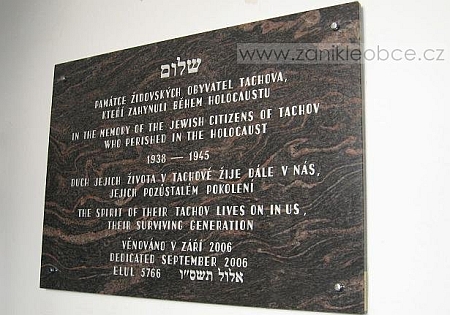 www.zanikleobce.cz
שלום
PAMÁTCE ŽIDOVSKÝCH OBYVATEL TACHOVA,
KTEŘÍ ZAHYNULI BĚHEM HOLOCAUSTU
IN THE MEMORY OF THE JEWISH CITIZENS OF TACHOV
WHO PERISHED IN THE HOLOCAUST
1938 — 1945
DUCH JEJICH ŽIVOTA V TACHOVĚ ŽIJE DÁLE V NÁS,
JEJICH POZŮSTALÉM POKOLENÍ
THE SPIRIT OF THEIR TACHOV LIVES ON IN US,
THEIR SURVIVING GENERATION
VĚNOVÁNO V ZÁŘÍ 2006
DEDICATED SEPTEMBER 2006
ELUL 5766 אלול תשס"ו